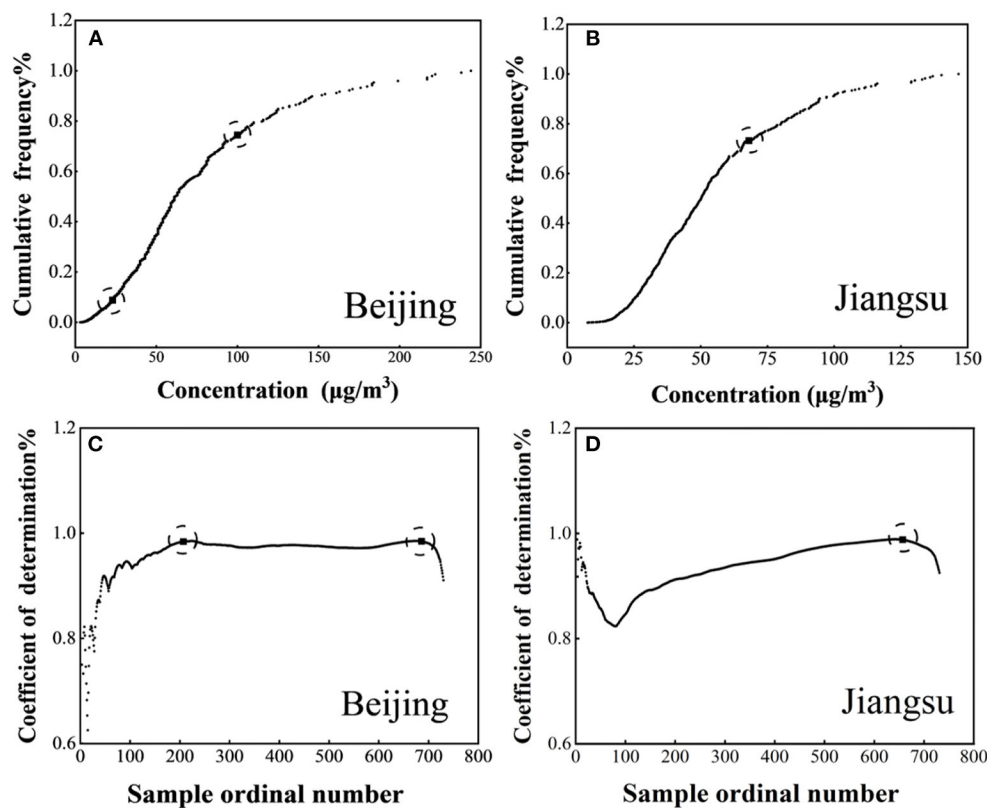 A
Cumulative frequency%
1.2
1.0
0.8
0.6
0.4
0.2
0.0
Beijing
0 50 100 150 200 250
Concentration (μg/m³)
B
Cumulative frequency%
1.2
1.0
0.8
0.6
0.4
0.2
0.0
Jiangsu
0 25 50 75 100 125 150
Concentration (μg/m³)
C
Coefficient of determination%
1.2
1.0
0.8
0.6
Beijing
0 100 200 300 400 500 600 700 800
Sample ordinal number
D
Coefficient of determination%
1.2
1.0
0.8
0.6
Jiangsu
0 100 200 300 400 500 600 700 800
Sample ordinal number